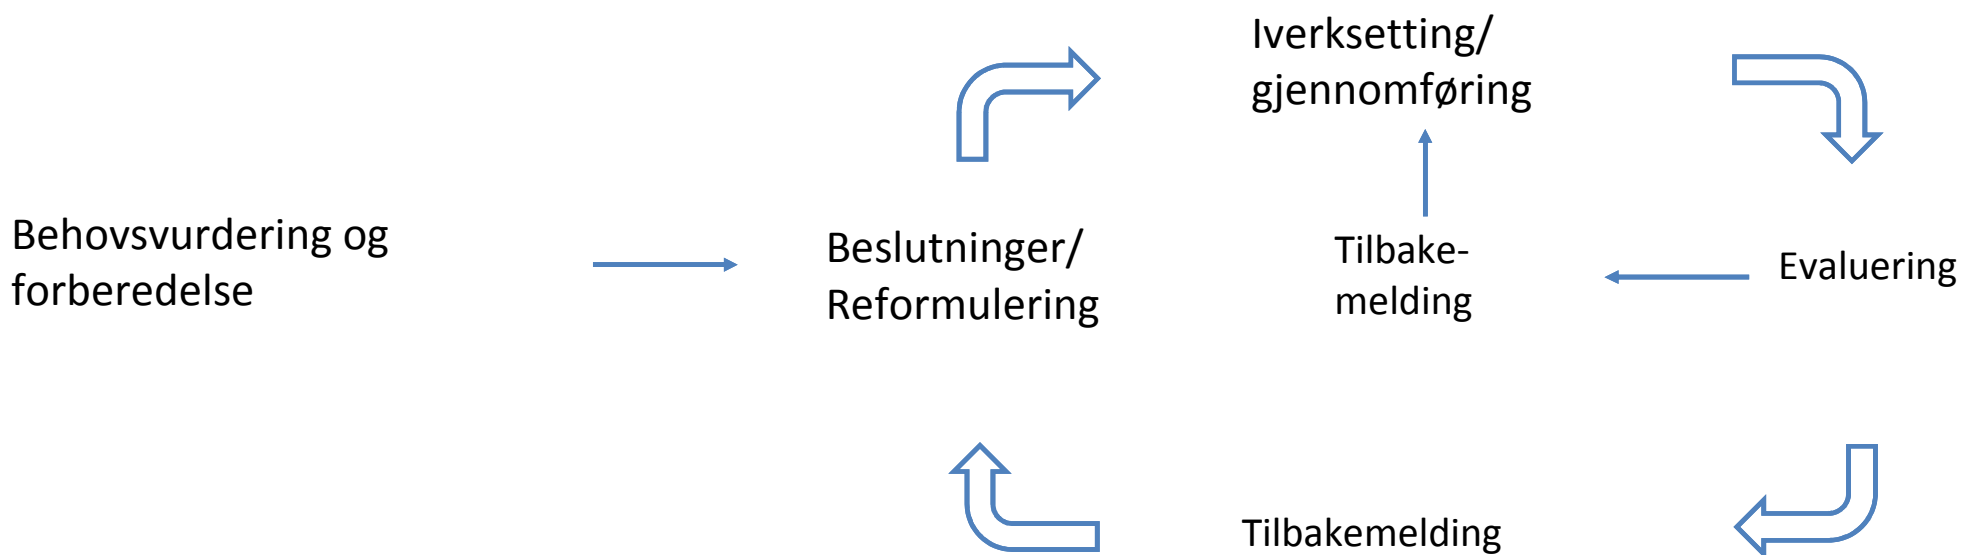 Iverksetting/
gjennomføring
Behovsvurdering og
forberedelse
Beslutninger/
Reformulering
Tilbake-
melding
Evaluering
Tilbakemelding